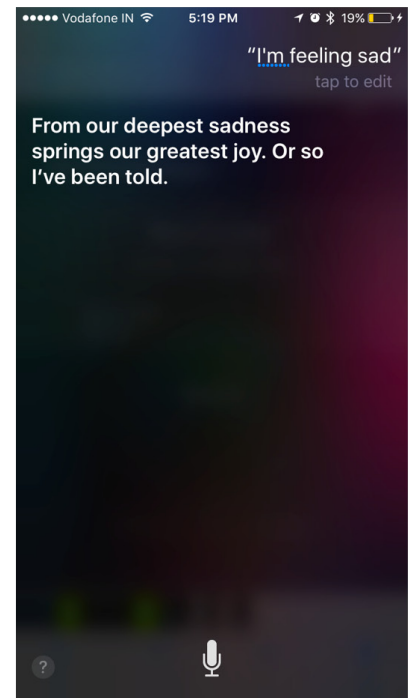 Vodafone IN 5:19 PM 19%
“I'm feeling sad”
tap to edit
From our deepest sadness
springs our greatest joy. Or so
I've been told.
?